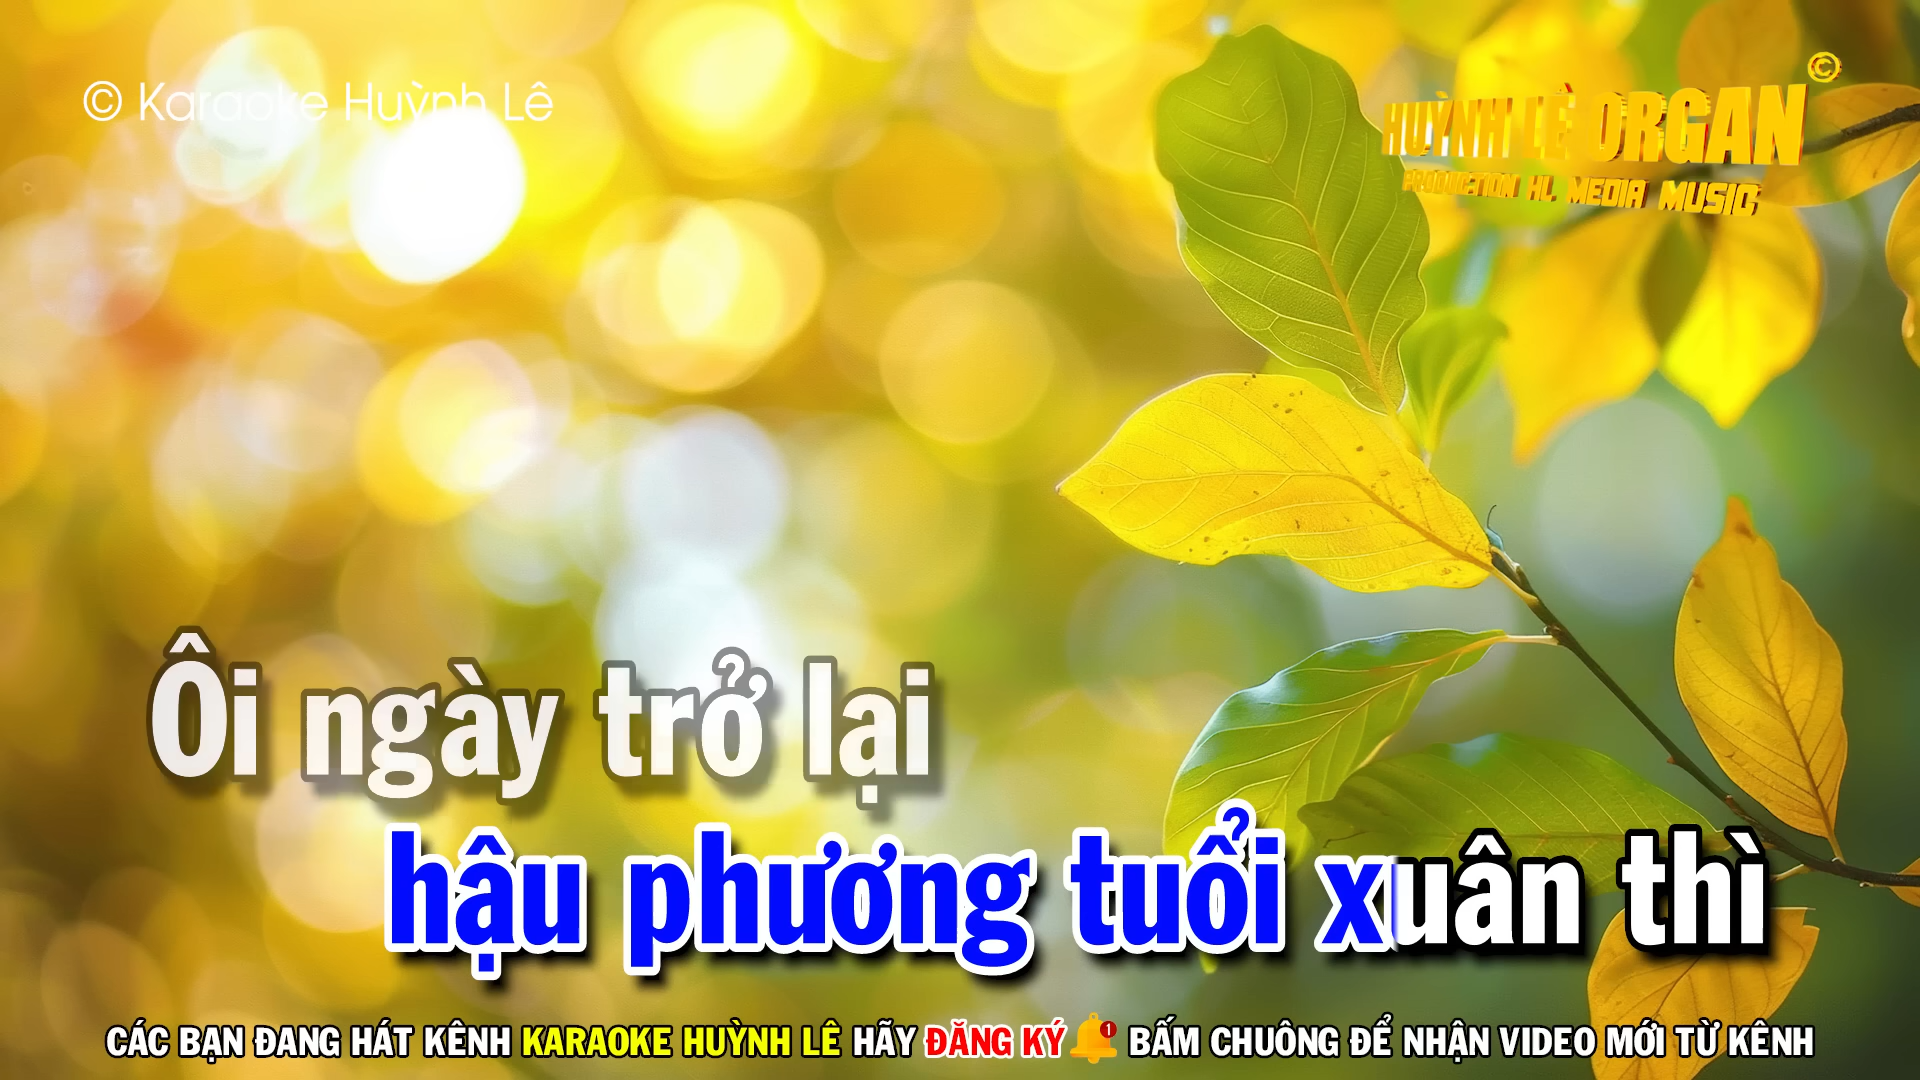 © Karaoke Huỳnh Lê
©
HUỲNH LÊ ORGAN
PRODUCTION HL MEDIA MUSIC
Ôi ngày trở lại
hậu phương tuổi xuân thì
CÁC BẠN ĐANG HÁT KÊNH KARAOKE HUỲNH LÊ HÃY ĐĂNG KÝ 1 BẤM CHUÔNG ĐỂ NHẬN VIDEO MỚI TỪ KÊNH